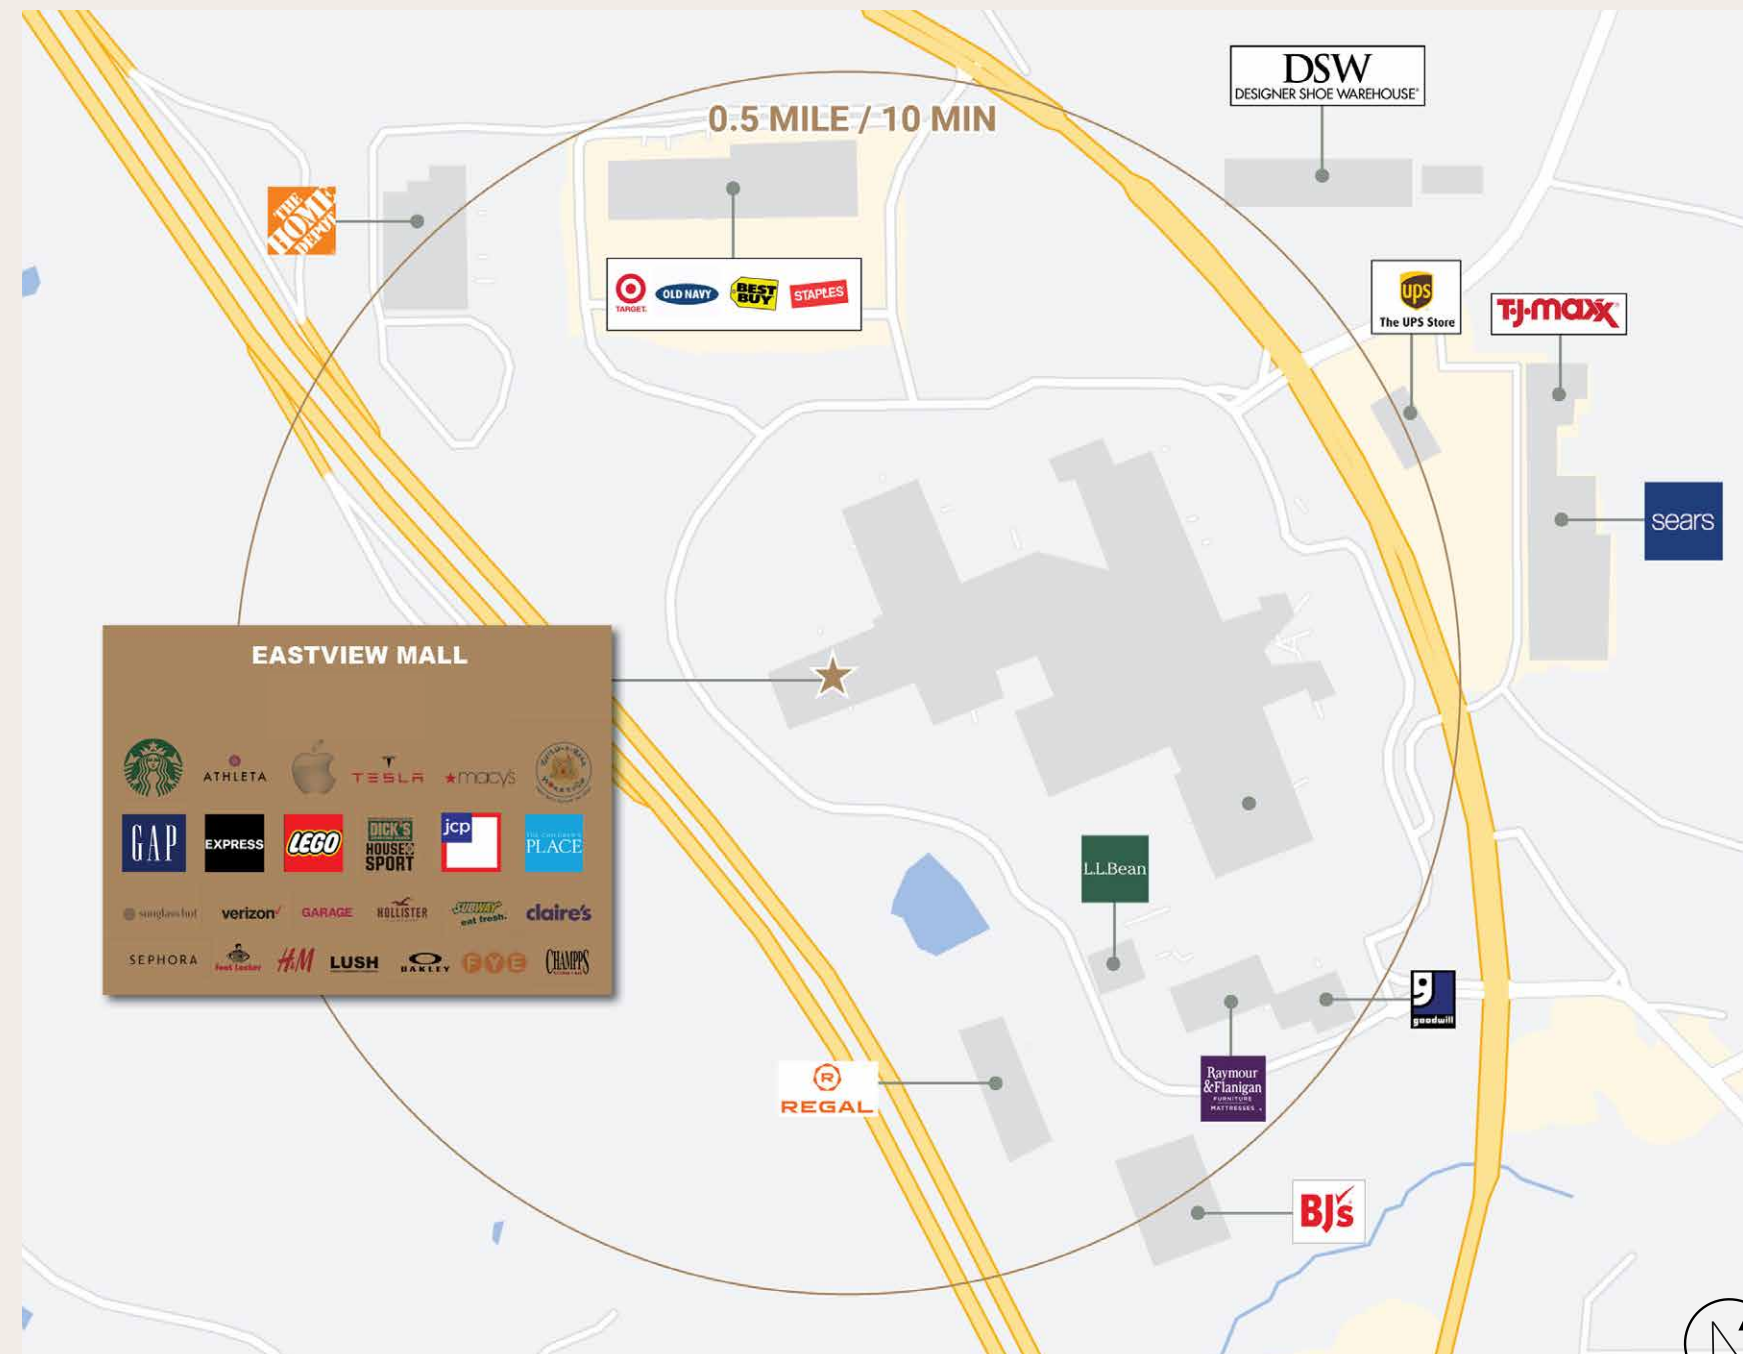 DSW
DESIGNER SHOE WAREHOUSE
0.5 MILE / 10 MIN
THE
HOME
DEPOT
TARGET.
OLD NAVY
BEST
BUY
STAPLES
ups
The UPS Store
T·J·maxx
sears
EASTVIEW MALL
ATHLETA
TESLA
macy's
GAP
EXPRESS
LEGO
DICK'S
HOUSE OF
SPORT
jcp
THE CHILDREN'S
PLACE
sunglass hut
verizon
GARAGE
HOLLISTER
SUBWAY
eat fresh.
claire's
SEPHORA
Foot Locker
H&M
LUSH
OAKLEY
FYE
CHAMPPS
L.L.Bean
g
goodwill
Raymour
&Flanigan
FURNITURE
MATTRESSES
R
REGAL
BJ's
N